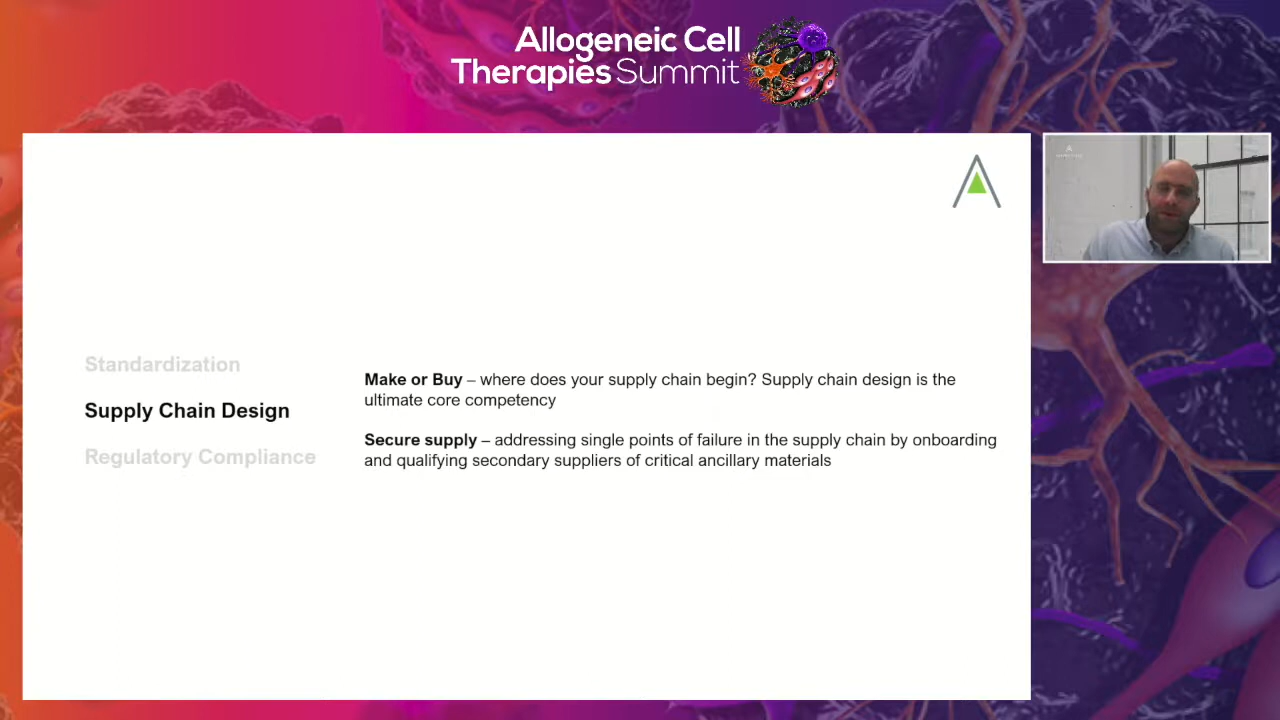 Allogeneic Cell
Therapies Summit
Standardization
Supply Chain Design
Regulatory Compliance
Make or Buy – where does your supply chain begin? Supply chain design is the
ultimate core competency
Secure supply – addressing single points of failure in the supply chain by onboarding
and qualifying secondary suppliers of critical ancillary materials